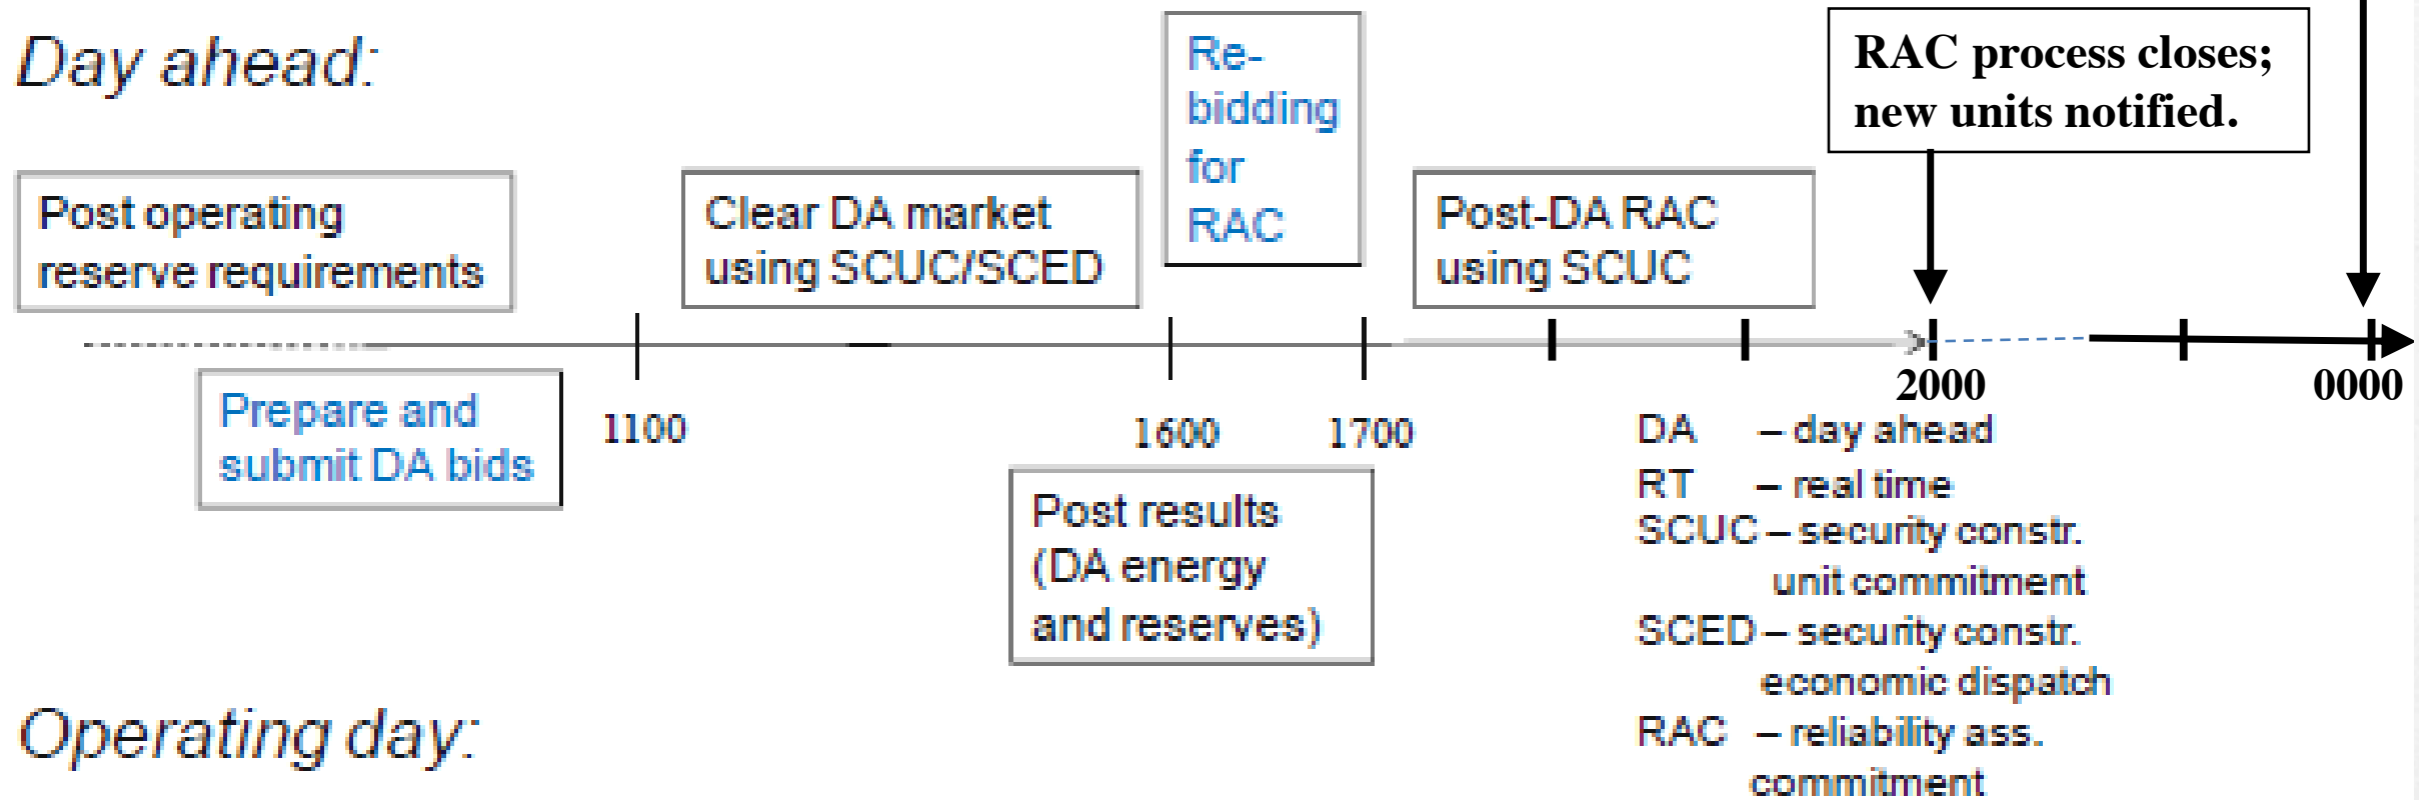 Day ahead:
Re-
bidding
for
RAC
RAC process closes;
new units notified.
Post operating
reserve requirements
Clear DA market
using SCUC/SCED
Post-DA RAC
using SCUC
Prepare and
submit DA bids
1100
1600
1700
2000
0000
Post results
(DA energy
and reserves)
DA – day ahead
RT – real time
SCUC – security constr.
unit commitment
SCED – security constr.
economic dispatch
RAC – reliability ass.
commitment
Operating day: